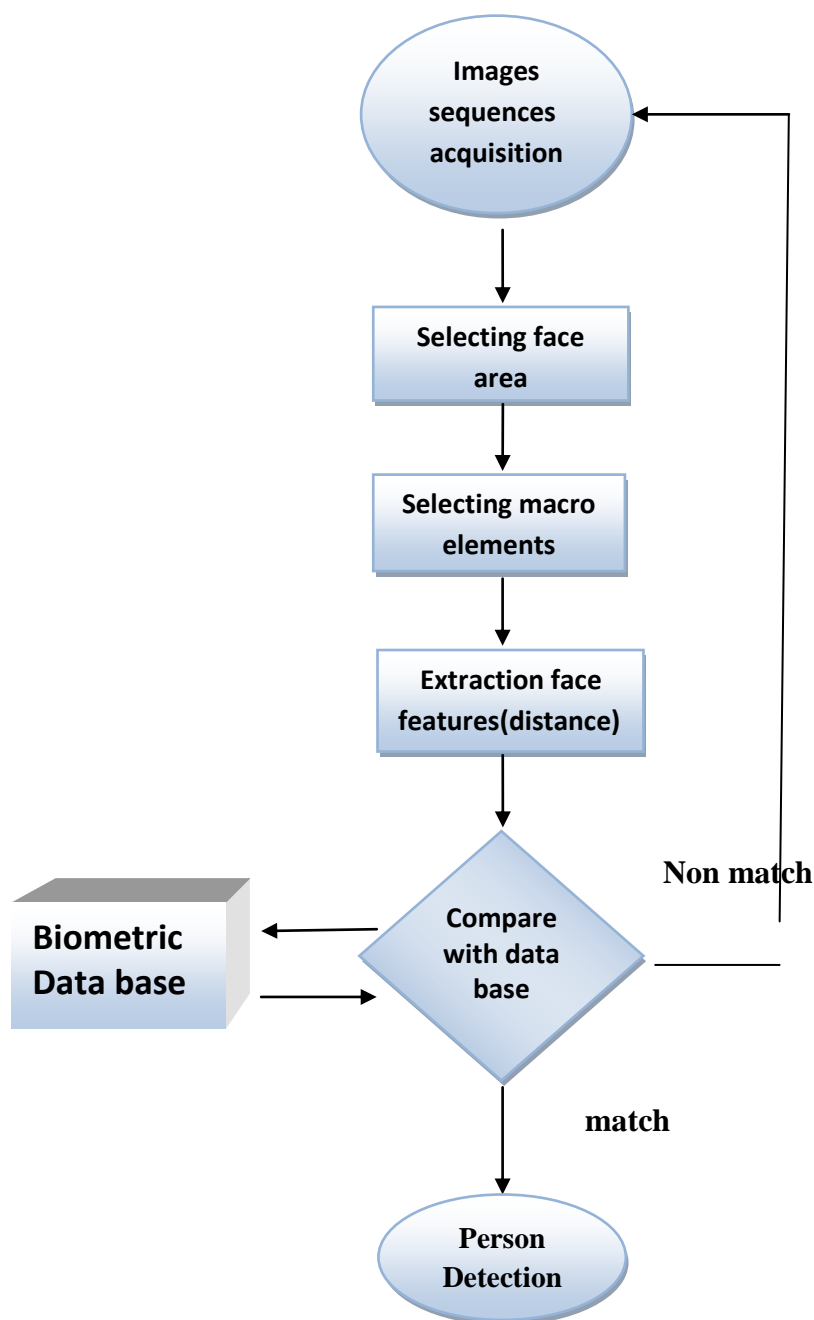 Images
sequences
acquisition
Selecting face
area
Selecting macro
elements
Extraction face
features(distance)
Non match
Biometric
Data base
Compare
with data
base
match
Person
Detection